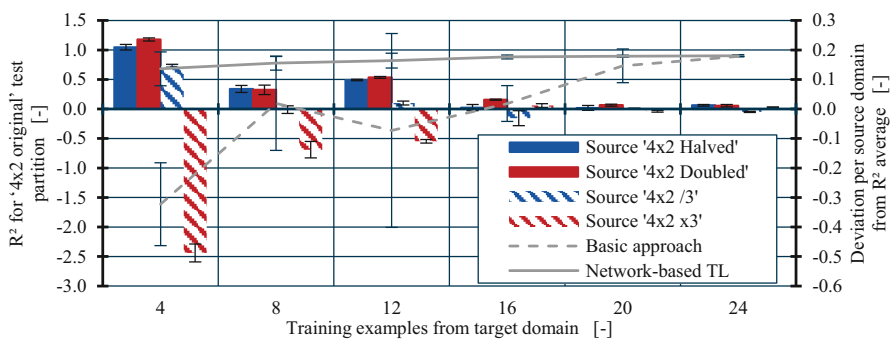 1.5
1.0
0.5
0.0
-0.5
-1.0
-1.5
-2.0
-2.5
-3.0
R² for '4x2 original' test
partition [-]
0.3
0.2
0.1
0.0
-0.1
-0.2
-0.3
-0.4
-0.5
-0.6
Deviation per source domain
from R² average [-]
Source '4x2 Halved'
Source '4x2 Doubled'
Source '4x2 /3'
Source '4x2 x3'
Basic approach
Network-based TL
4 8 12 16 20 24
Training examples from target domain [-]